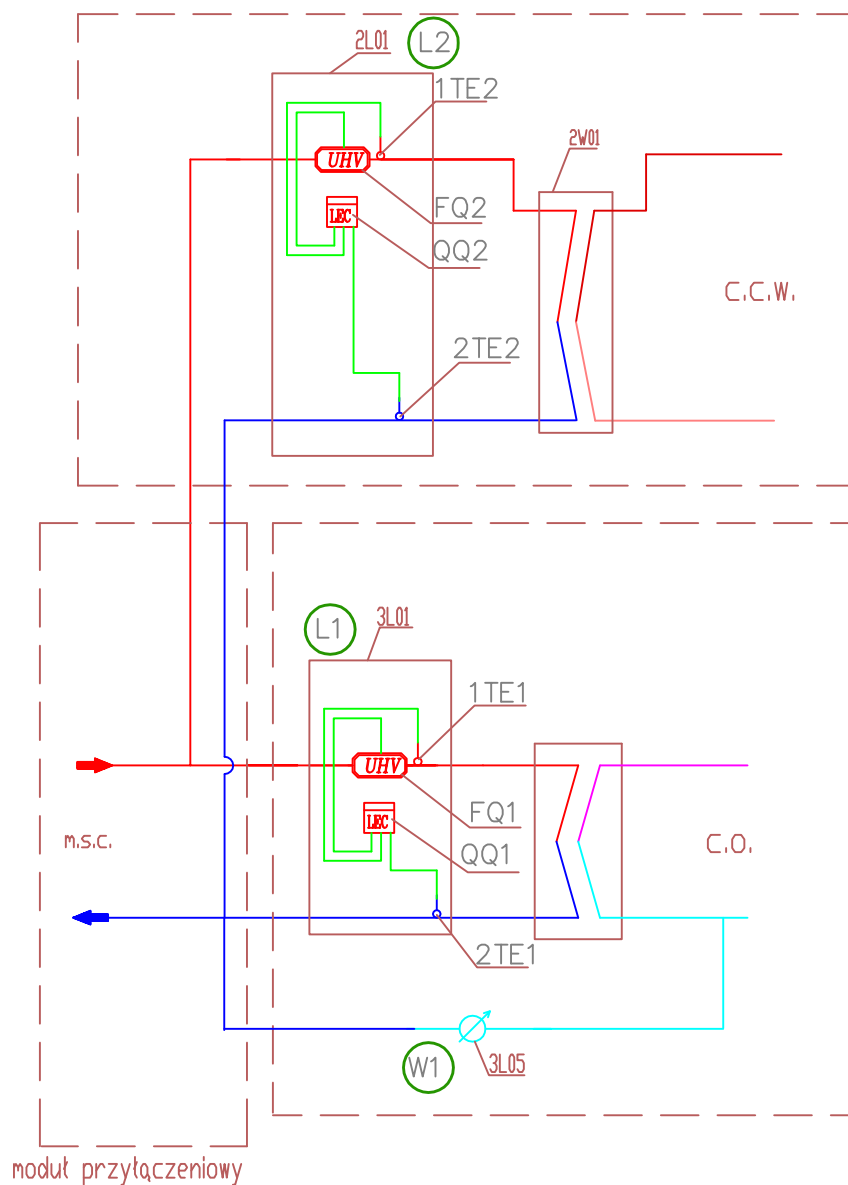 2L01
L2
1TE2
UHV
2W01
LEC
FQ2
QQ2
C.C.W.
2TE2
3L01
L1
1TE1
UHV
FQ1
LEC
QQ1
m.s.c.
C.O.
2TE1
W1
3L05
moduł przyłączeniowy